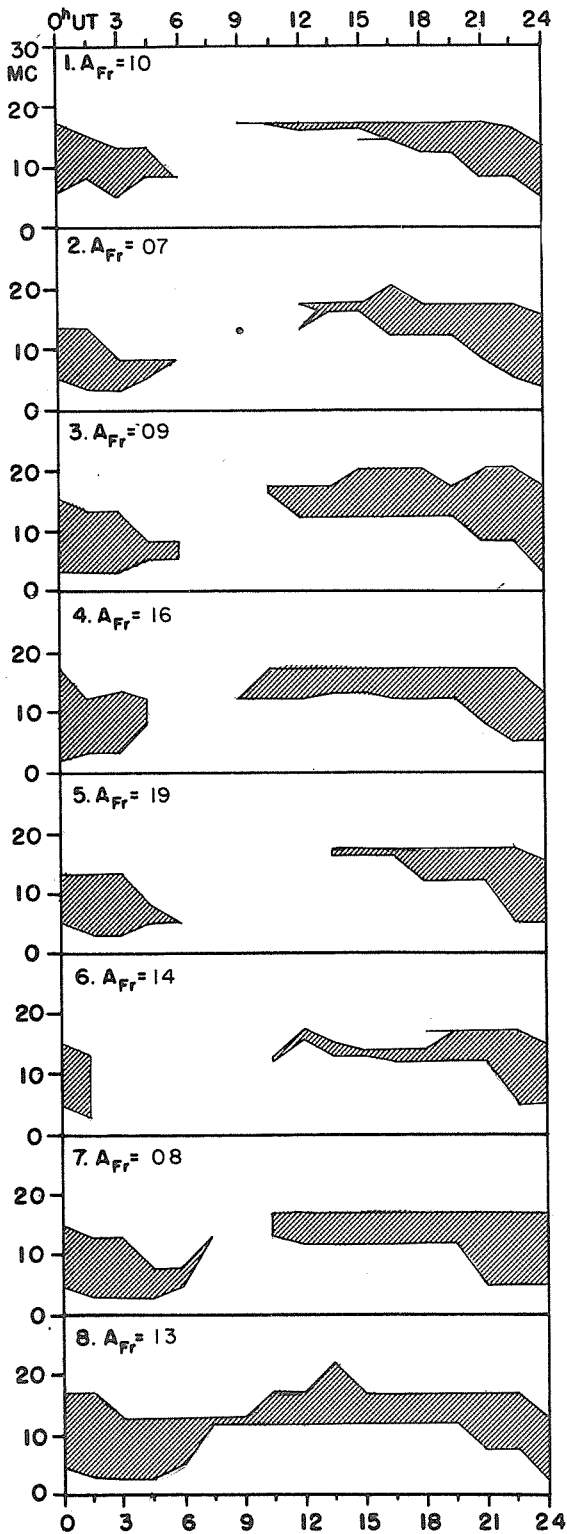 0ʰUT 3 6 9 12 15 18 21 24
30
MC
1. A_Fr = 10
20
10
0
2. A_Fr = 07
20
10
0
3. A_Fr = 09
20
10
0
4. A_Fr = 16
20
10
0
5. A_Fr = 19
20
10
0
6. A_Fr = 14
20
10
0
7. A_Fr = 08
20
10
0
8. A_Fr = 13
20
10
0
0 3 6 9 12 15 18 21 24